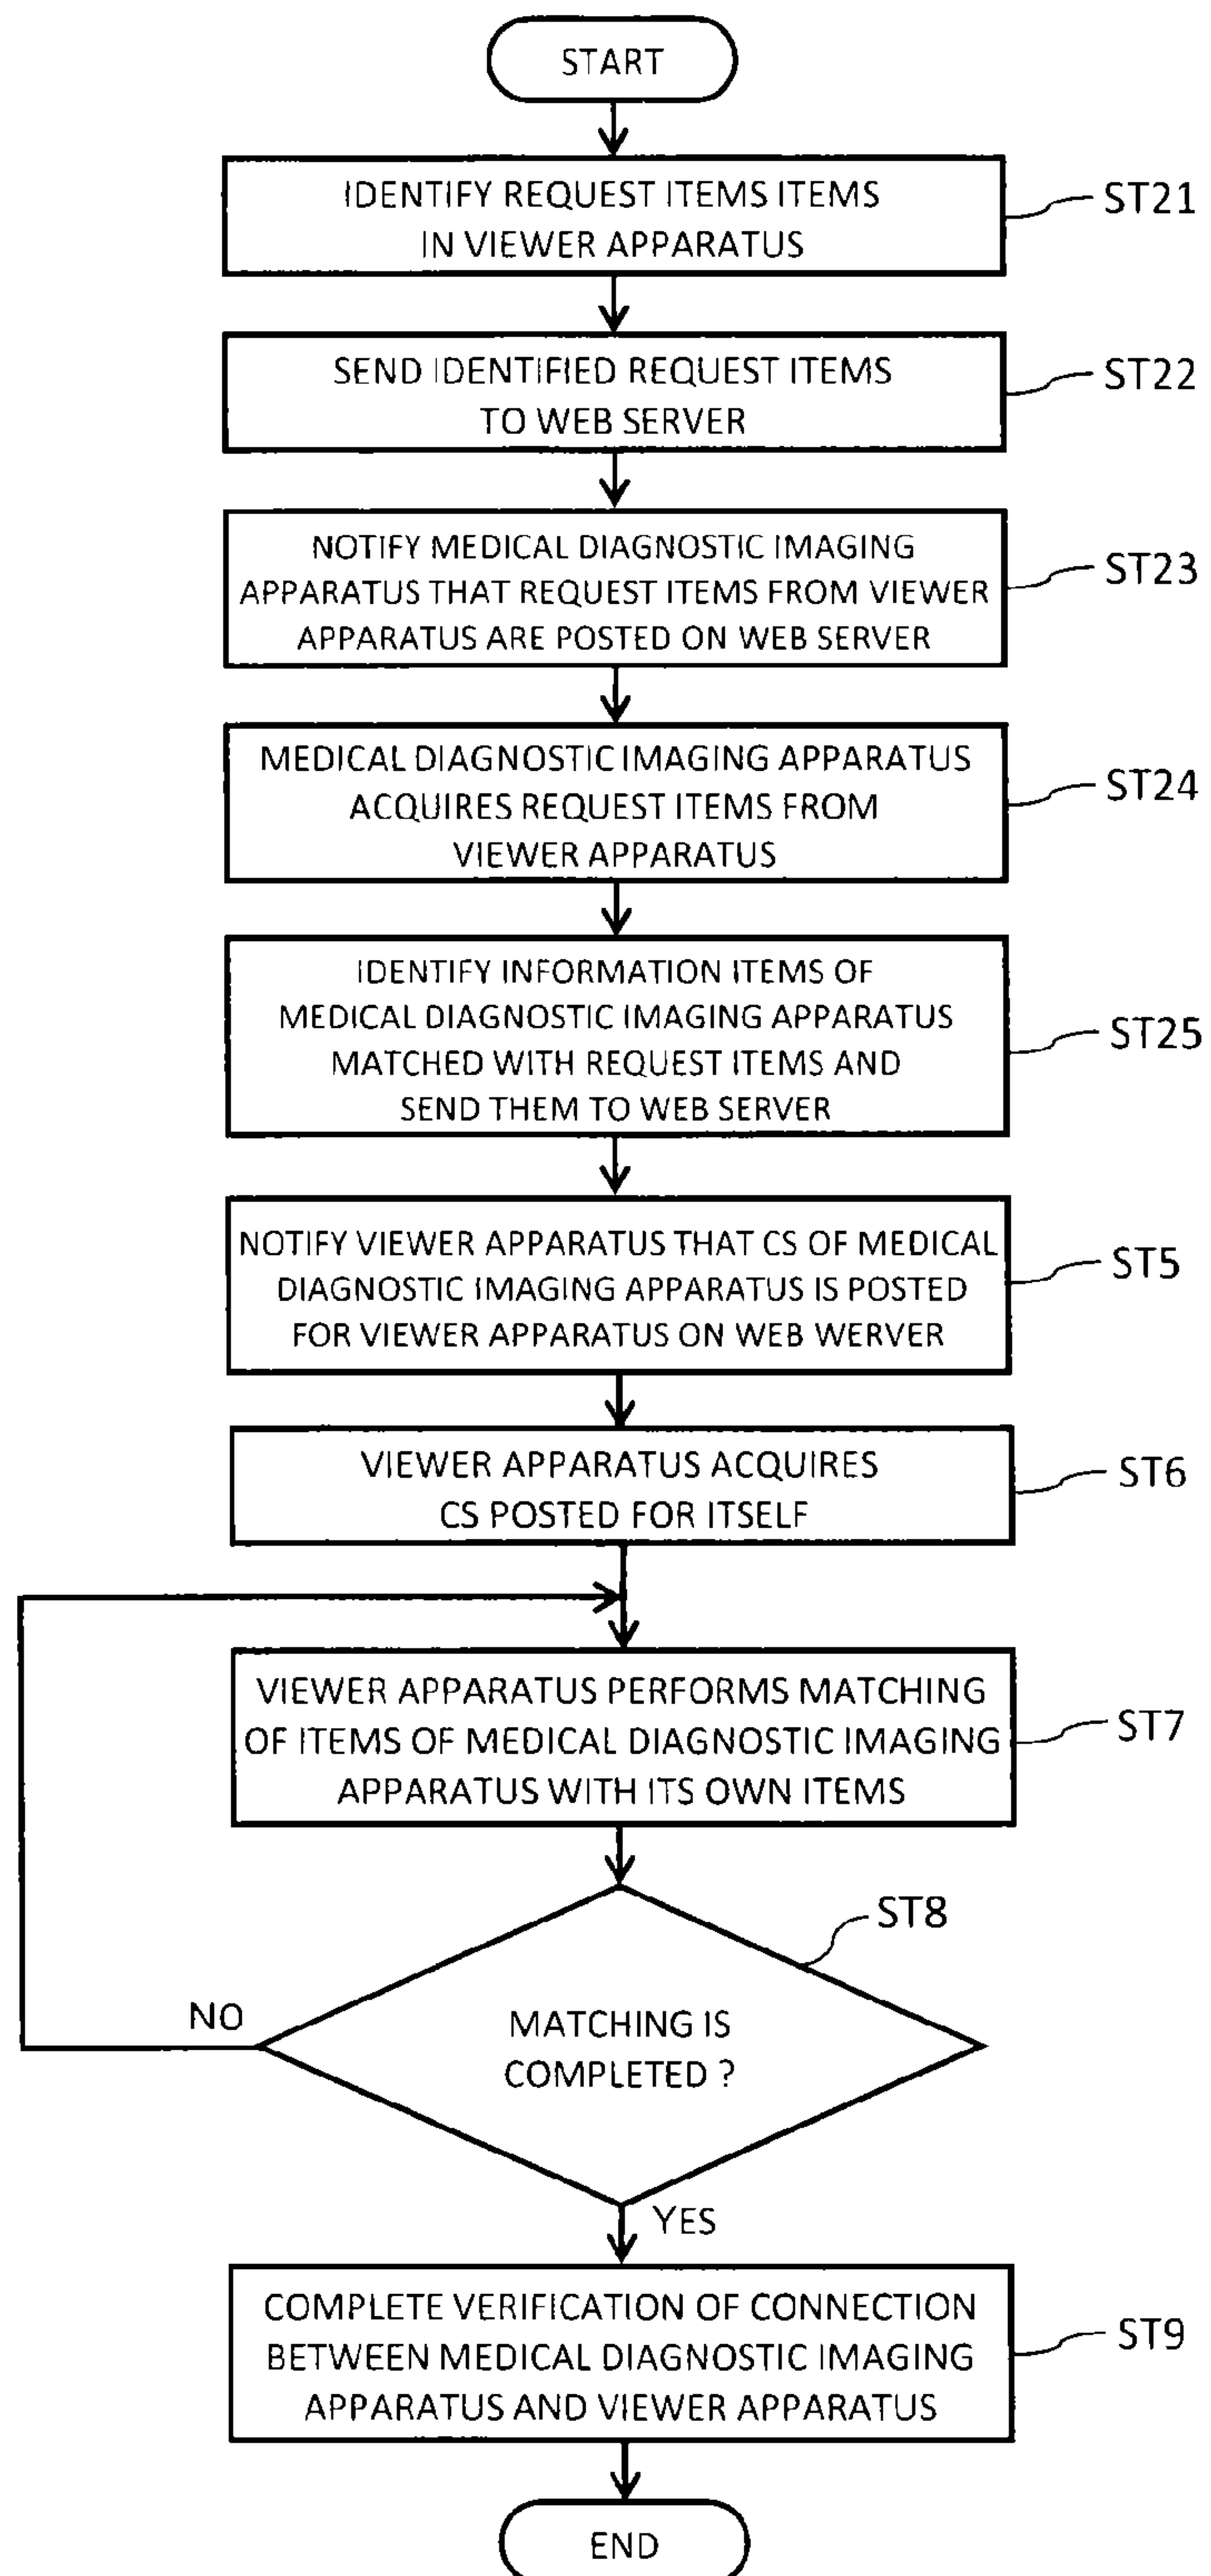 START
IDENTIFY REQUEST ITEMS ITEMS
IN VIEWER APPARATUS
ST21
SEND IDENTIFIED REQUEST ITEMS
TO WEB SERVER
ST22
NOTIFY MEDICAL DIAGNOSTIC IMAGING
APPARATUS THAT REQUEST ITEMS FROM VIEWER
APPARATUS ARE POSTED ON WEB SERVER
ST23
MEDICAL DIAGNOSTIC IMAGING APPARATUS
ACQUIRES REQUEST ITEMS FROM
VIEWER APPARATUS
ST24
IDENTIFY INFORMATION ITEMS OF
MEDICAL DIAGNOSTIC IMAGING APPARATUS
MATCHED WITH REQUEST ITEMS AND
SEND THEM TO WEB SERVER
ST25
NOTIFY VIEWER APPARATUS THAT CS OF MEDICAL
DIAGNOSTIC IMAGING APPARATUS IS POSTED
FOR VIEWER APPARATUS ON WEB WERVER
ST5
VIEWER APPARATUS ACQUIRES
CS POSTED FOR ITSELF
ST6
VIEWER APPARATUS PERFORMS MATCHING
OF ITEMS OF MEDICAL DIAGNOSTIC IMAGING
APPARATUS WITH ITS OWN ITEMS
ST7
ST8
NO
MATCHING IS
COMPLETED ?
YES
COMPLETE VERIFICATION OF CONNECTION
BETWEEN MEDICAL DIAGNOSTIC IMAGING
APPARATUS AND VIEWER APPARATUS
ST9
END